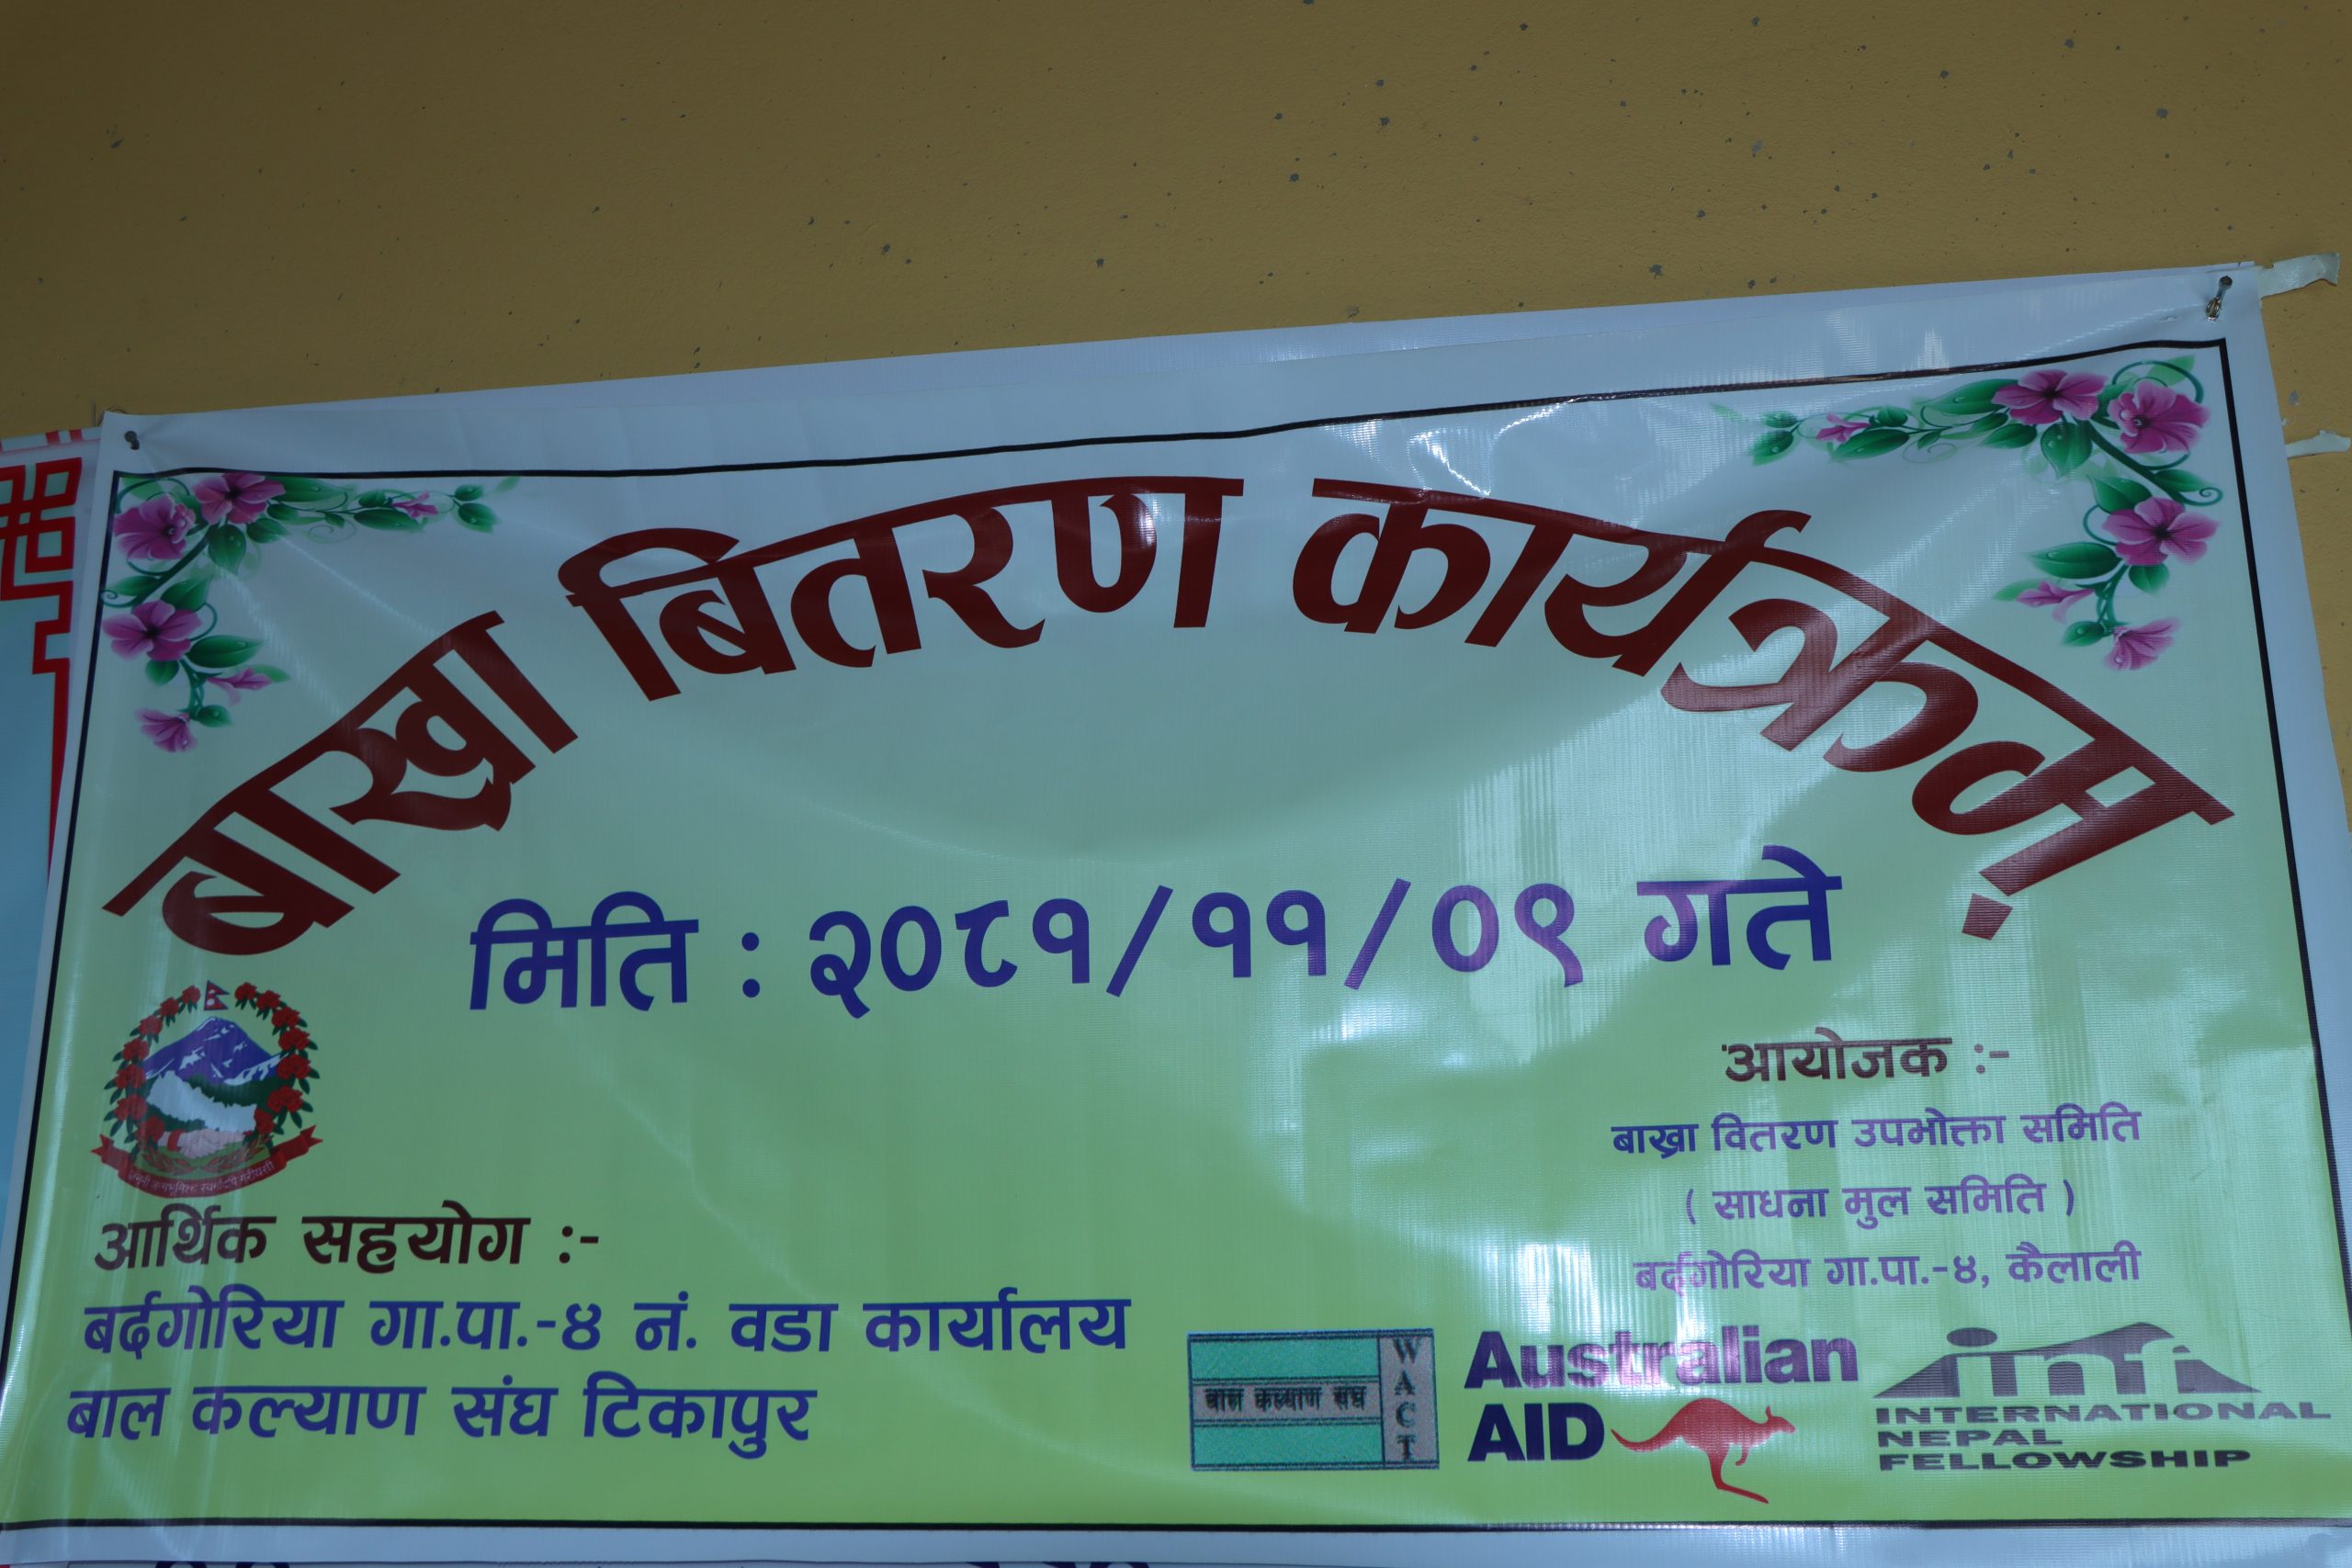 बाख्रा बितरण कार्यक्रम्
मिति : २०८१/११/०९ गते
आयोजक :-
बाख्रा वितरण उपभोक्ता समिति
( साधना मुल समिति )
बर्दगोरिया गा.पा.-४, कैलाली
आर्थिक सहयोग :-
बर्दगोरिया गा.पा.-४ नं. वडा कार्यालय
बाल कल्याण संघ टिकापुर
बाल कल्याण संघ
WACT
Australian
AID
inf
INTERNATIONAL
NEPAL
FELLOWSHIP